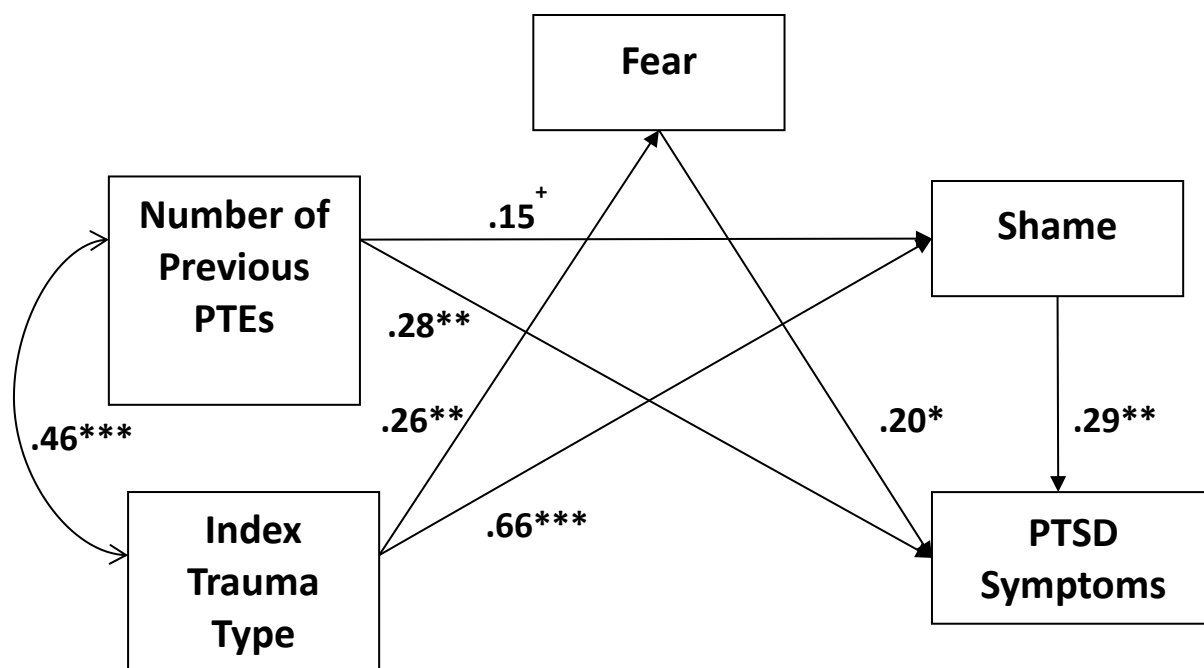 Fear
Number of
Previous
PTEs
.15+
Shame
.28**
.46***
.26**
.20*
.29**
.66***
Index
Trauma
Type
PTSD
Symptoms